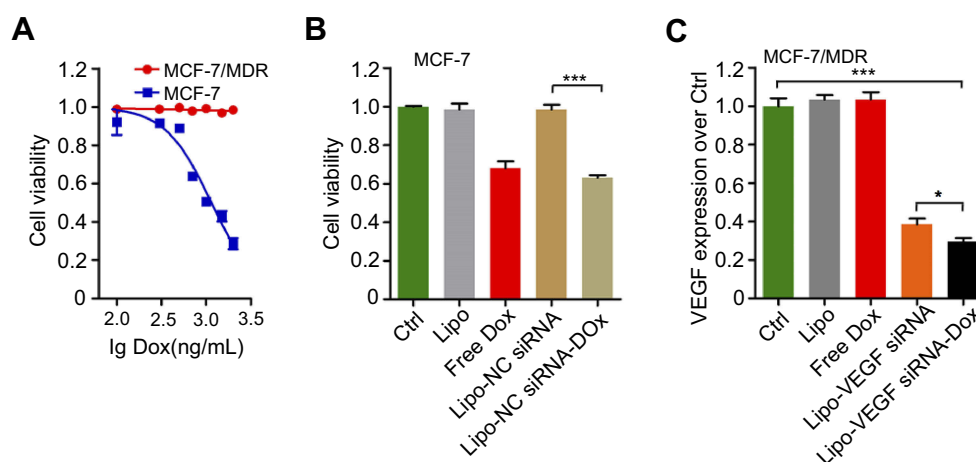 A
MCF-7/MDR
MCF-7
1.2
1.0
0.8
0.6
0.4
0.2
0
2.0
2.5
3.0
3.5
lg Dox(ng/mL)
Cell viability
B
MCF-7
***
1.2
1.0
0.8
0.6
0.4
0.2
0
Cell viability
Ctrl
Lipo
Free Dox
Lipo-NC siRNA
Lipo-NC siRNA-DOx
C
MCF-7/MDR
***
*
1.2
1.0
0.8
0.6
0.4
0.2
0
VEGF expression over Ctrl
Ctrl
Lipo
Free Dox
Lipo-VEGF siRNA
Lipo-VEGF siRNA-Dox